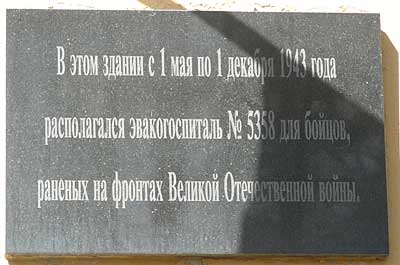 В этом здании с 1 мая по 1 декабря 1943 года
располагался эвакогоспиталь № 5358 для бойцов,
раненых на фронтах Великой Отечественной войны.